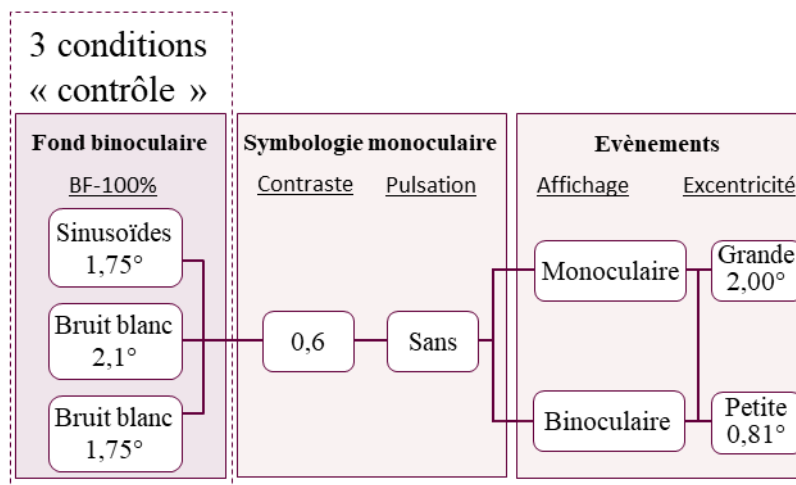 3 conditions
« contrôle »
Fond binoculaire
BF-100%
Sinusoïdes
1,75°
Bruit blanc
2,1°
Bruit blanc
1,75°
Symbologie monoculaire
Contraste Pulsation
0,6 Sans
Evènements
Affichage Excentricité
Monoculaire
Grande
2,00°
Binoculaire
Petite
0,81°